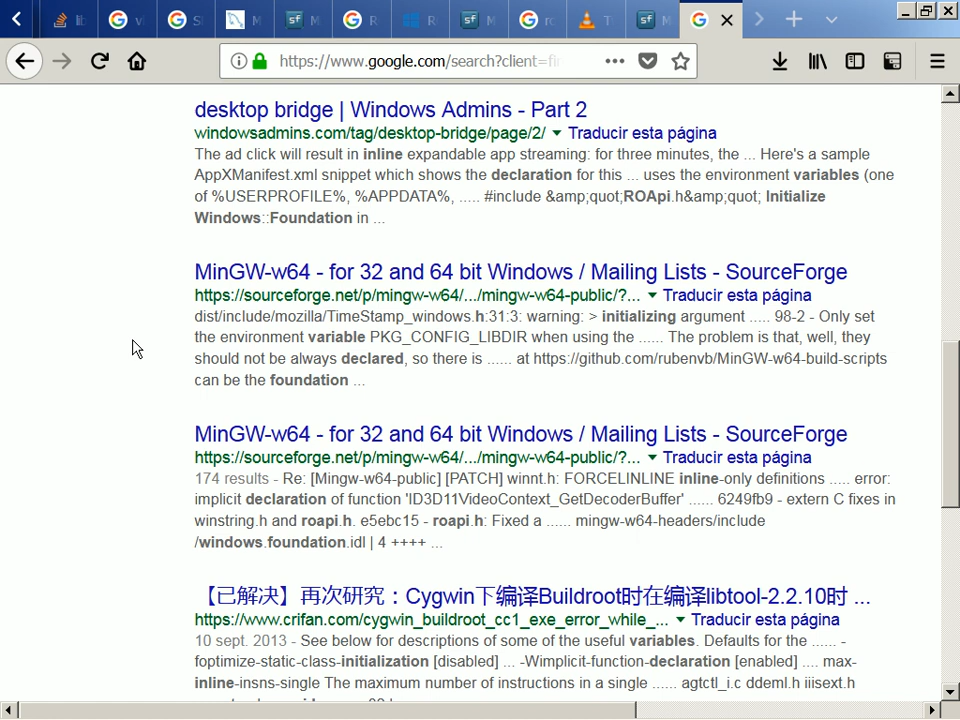 lib
v
S
M
M
R
R
M
ro
T
M
https://www.google.com/search?client=fi
desktop bridge | Windows Admins - Part 2
windowsadmins.com/tag/desktop-bridge/page/2/ ▼ Traducir esta página
The ad click will result in inline expandable app streaming: for three minutes, the ... Here's a sample
AppXManifest.xml snippet which shows the declaration for this ... uses the environment variables (one
of %USERPROFILE%, %APPDATA%, ..... #include &amp;quot;ROApi.h&amp;quot; Initialize
Windows::Foundation in ...
MinGW-w64 - for 32 and 64 bit Windows / Mailing Lists - SourceForge
https://sourceforge.net/p/mingw-w64/.../mingw-w64-public/?... ▼ Traducir esta página
dist/include/mozilla/TimeStamp_windows.h:31:3: warning: > initializing argument ..... 98-2 - Only set
the environment variable PKG_CONFIG_LIBDIR when using the ...... The problem is that, well, they
should not be always declared, so there is ...... at https://github.com/rubenvb/MinGW-w64-build-scripts
can be the foundation ...
MinGW-w64 - for 32 and 64 bit Windows / Mailing Lists - SourceForge
https://sourceforge.net/p/mingw-w64/.../mingw-w64-public/?... ▼ Traducir esta página
174 results - Re: [Mingw-w64-public] [PATCH] winnt.h: FORCEINLINE inline-only definitions ..... error:
implicit declaration of function 'ID3D11VideoContext_GetDecoderBuffer' ...... 6249fb9 - extern C fixes in
winstring.h and roapi.h. e5ebc15 - roapi.h: Fixed a ...... mingw-w64-headers/include
/windows.foundation.idl | 4 ++++ ...
【已解决】再次研究：Cygwin下编译Buildroot时在编译libtool-2.2.10时 ...
https://www.crifan.com/cygwin_buildroot_cc1_exe_error_while_... ▼ Traducir esta página
10 sept. 2013 - See below for descriptions of some of the useful variables. Defaults for the ...... -
foptimize-static-class-initialization [disabled] ... -Wimplicit-function-declaration [enabled] .... max-
inline-insns-single The maximum number of instructions in a single ...... agtctl_i.c ddeml.h iiisext.h